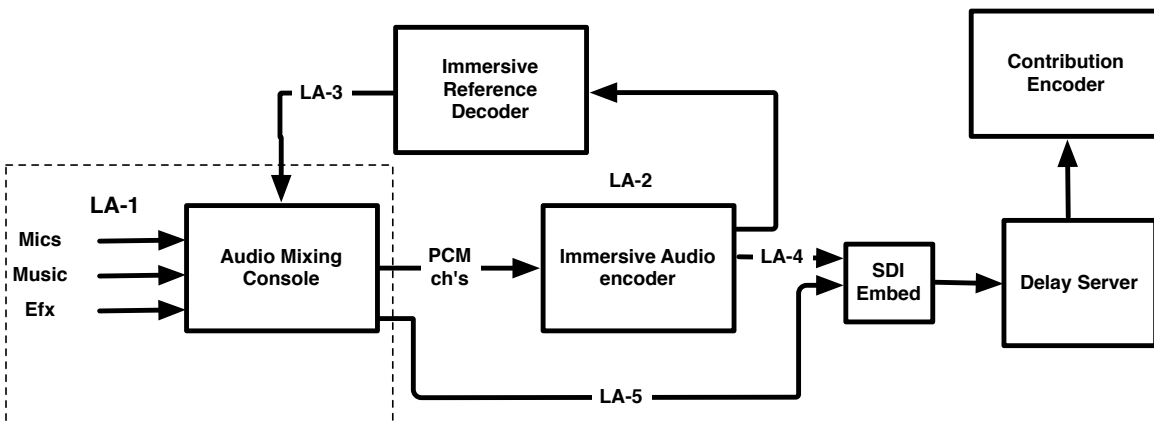 Immersive
Reference
Decoder
Contribution
Encoder
LA-3
LA-2
LA-1
Mics
Music
Efx
Audio Mixing
Console
PCM
ch's
Immersive Audio
encoder
LA-4
SDI
Embed
Delay Server
LA-5